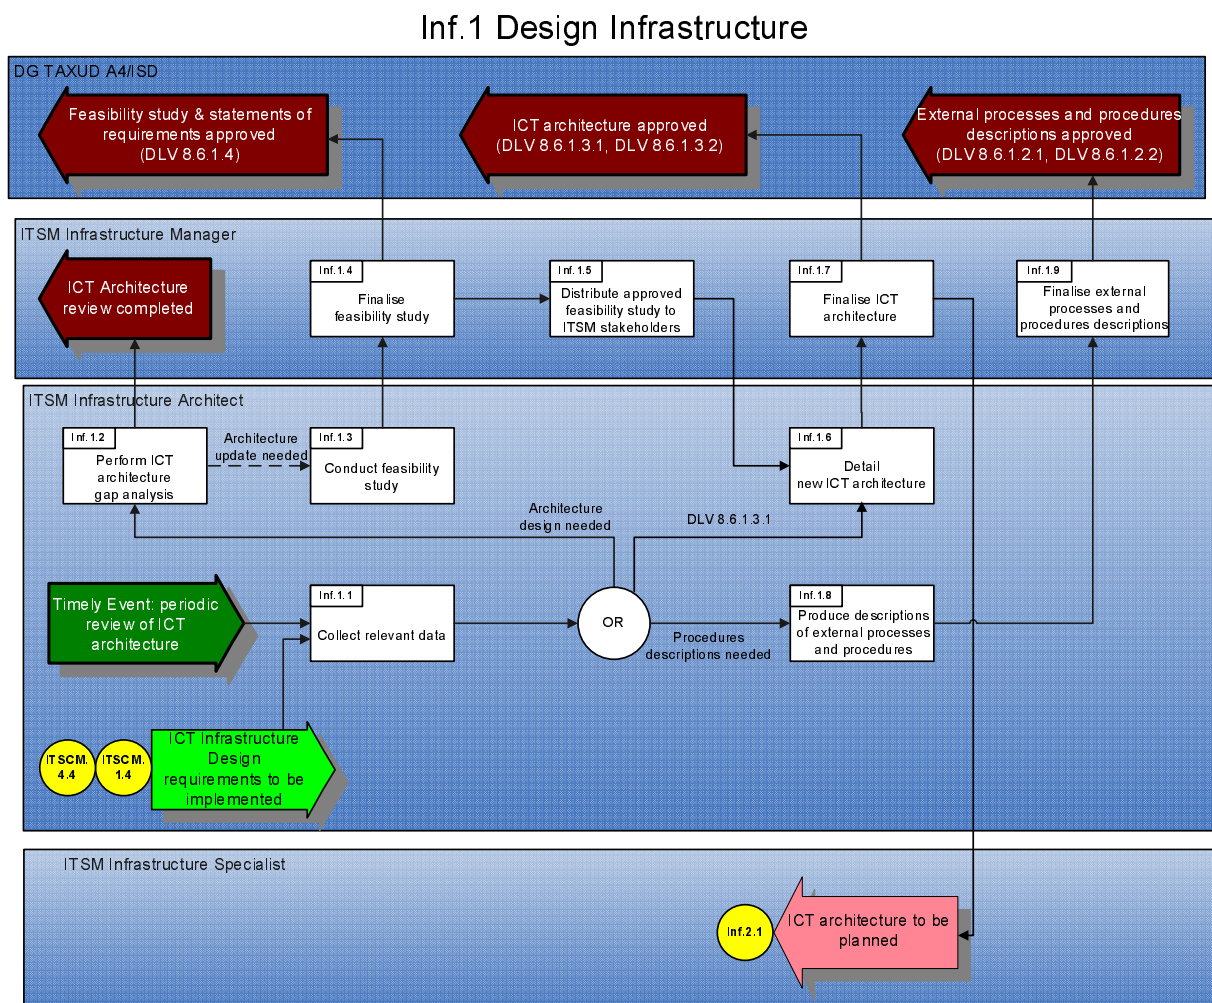 Inf.1 Design Infrastructure
DG TAXUD A4/ISD
Feasibility study & statements of
requirements approved
(DLV 8.6.1.4)
ICT architecture approved
(DLV 8.6.1.3.1, DLV 8.6.1.3.2)
External processes and procedures
descriptions approved
(DLV 8.6.1.2.1, DLV 8.6.1.2.2)
ITSM Infrastructure Manager
ICT Architecture
review completed
Inf.1.4
Finalise
feasibility study
Inf.1.5
Distribute approved
feasibility study to
ITSM stakeholders
Inf.1.7
Finalise ICT
architecture
Inf.1.9
Finalise external
processes and
procedures descriptions
ITSM Infrastructure Architect
Inf.1.2
Perform ICT
architecture
gap analysis
Architecture
update needed
Inf.1.3
Conduct feasibility
study
Inf.1.6
Detail
new ICT architecture
Architecture
design needed
DLV 8.6.1.3.1
Timely Event: periodic
review of ICT
architecture
Inf.1.1
Collect relevant data
OR
Procedures
descriptions needed
Inf.1.8
Produce descriptions
of external processes
and procedures
ITSCM.
4.4
ITSCM.
1.4
ICT Infrastructure
Design
requirements to be
implemented
ITSM Infrastructure Specialist
Inf.2.1
ICT architecture to be
planned